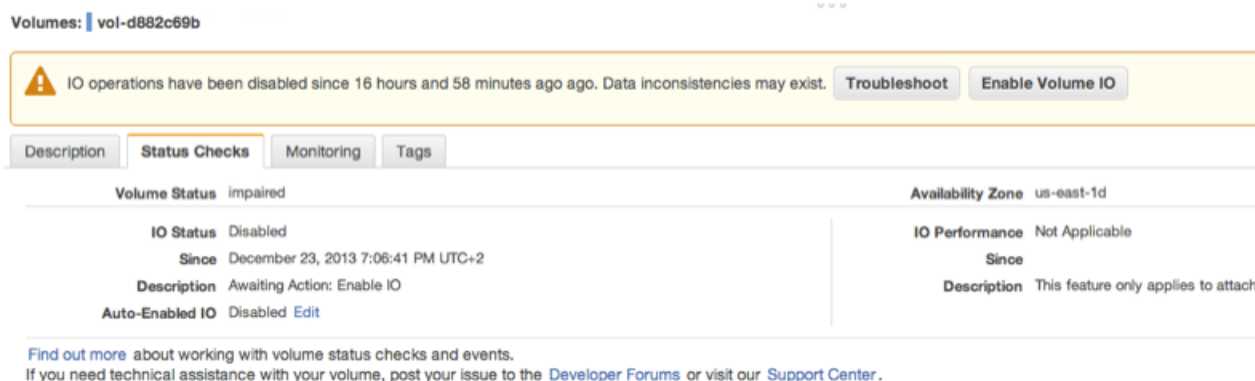 Volumes: vol-d882c69b
IO operations have been disabled since 16 hours and 58 minutes ago ago. Data inconsistencies may exist. Troubleshoot Enable Volume IO
Description Status Checks Monitoring Tags
Volume Status impaired Availability Zone us-east-1d
IO Status Disabled IO Performance Not Applicable
Since December 23, 2013 7:06:41 PM UTC+2 Since
Description Awaiting Action: Enable IO Description This feature only applies to attach
Auto-Enabled IO Disabled Edit
Find out more about working with volume status checks and events.
If you need technical assistance with your volume, post your issue to the Developer Forums or visit our Support Center.